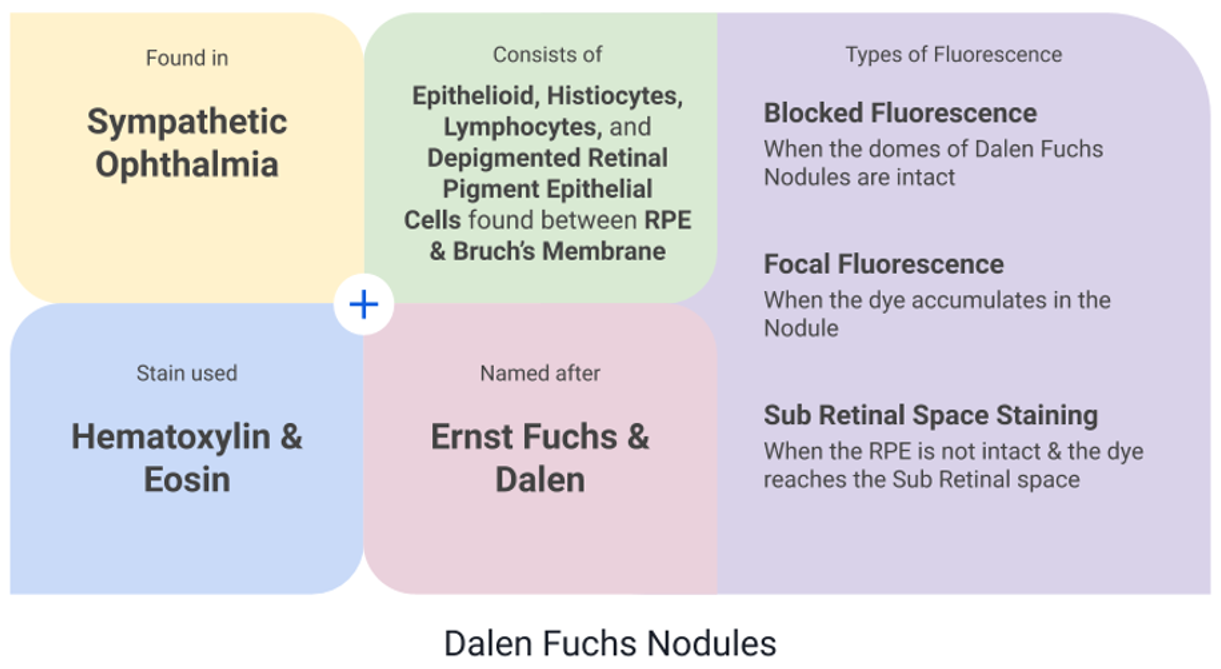 Found in
Sympathetic
Ophthalmia
Consists of
Epithelioid, Histiocytes,
Lymphocytes, and
Depigmented Retinal
Pigment Epithelial
Cells found between RPE
& Bruch's Membrane
Stain used
Hematoxylin &
Eosin
Named after
Ernst Fuchs &
Dalen
Types of Fluorescence
Blocked Fluorescence
When the domes of Dalen Fuchs
Nodules are intact
Focal Fluorescence
When the dye accumulates in the
Nodule
Sub Retinal Space Staining
When the RPE is not intact & the dye
reaches the Sub Retinal space
Dalen Fuchs Nodules